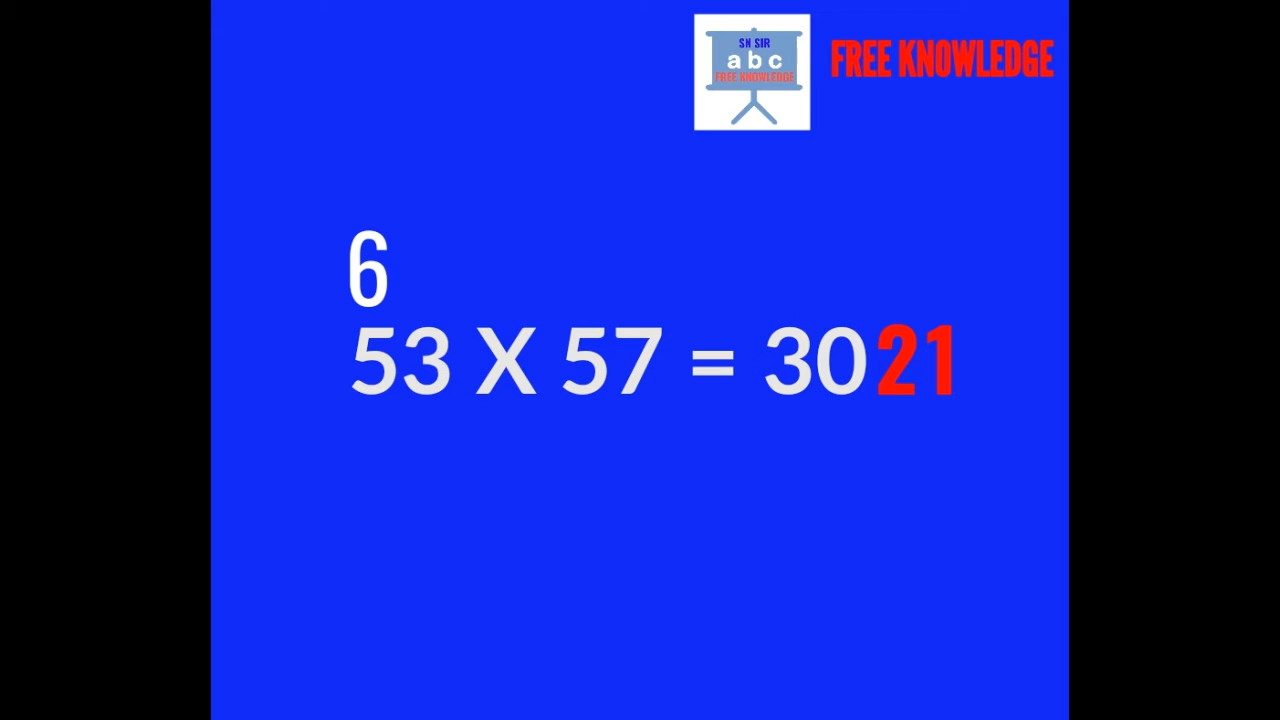 SN SIR
a b c
FREE KNOWLEDGE
FREE KNOWLEDGE
6
53 X 57 = 3021